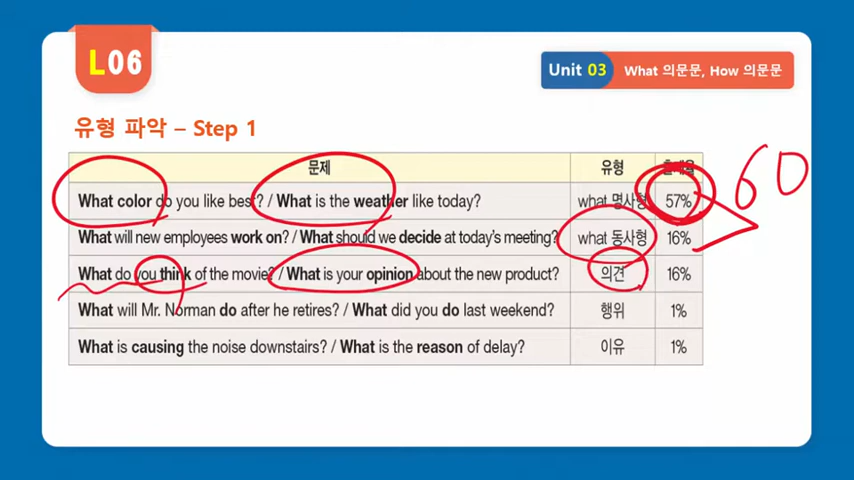 L06
Unit 03 What 의문문, How 의문문
유형 파악 – Step 1
문제 유형 출제율
What color do you like best? / What is the weather like today? what 명사형 57%
60
What will new employees work on? / What should we decide at today's meeting? what 동사형 16%
What do you think of the movie? / What is your opinion about the new product? 의견 16%
What will Mr. Norman do after he retires? / What did you do last weekend? 행위 1%
What is causing the noise downstairs? / What is the reason of delay? 이유 1%